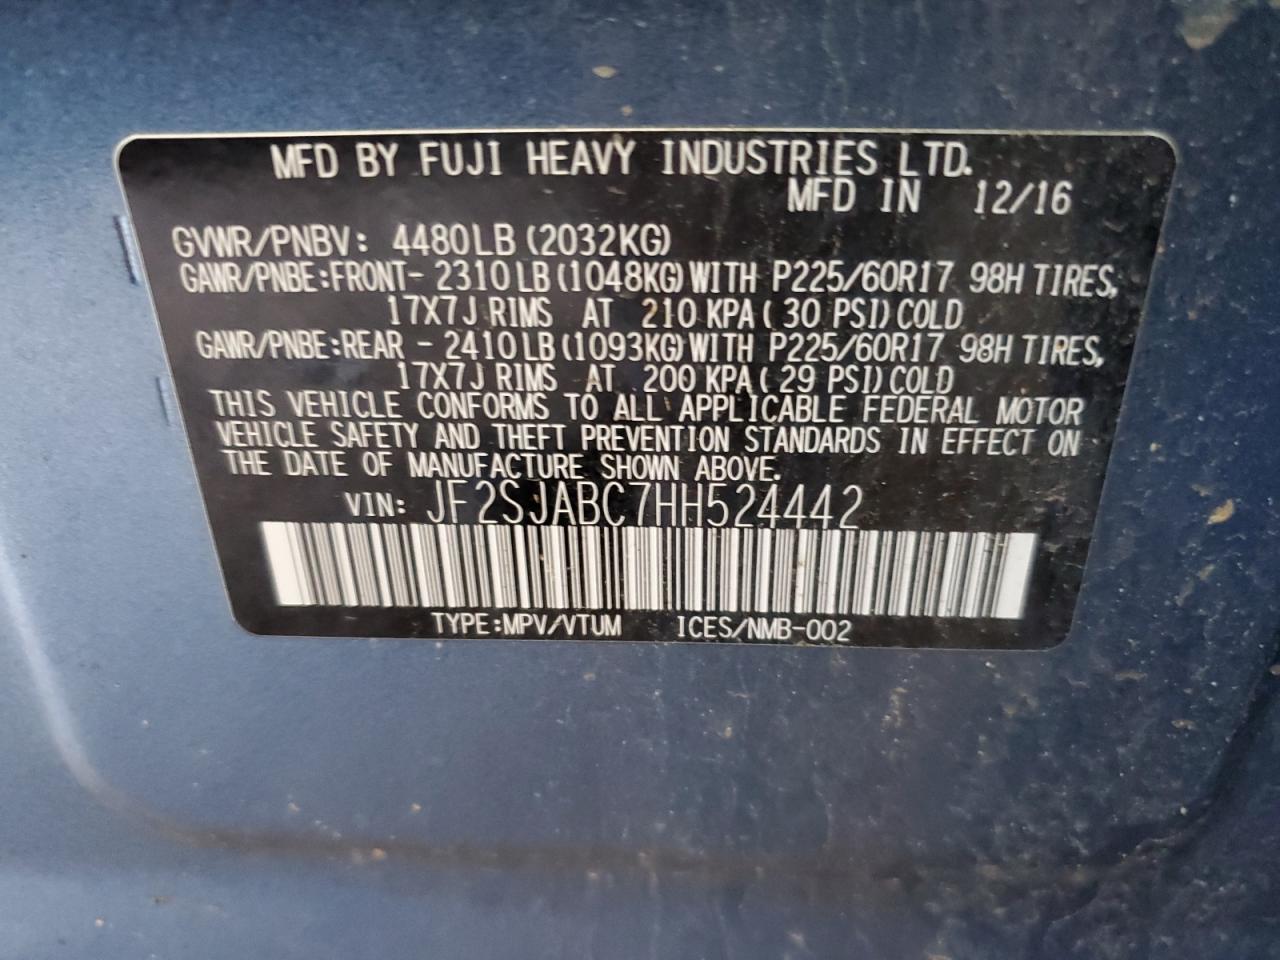 MFD BY FUJI HEAVY INDUSTRIES LTD.
MFD IN 12/16
GVWR/PNBV: 4480LB (2032KG)
GAWR/PNBE:FRONT- 2310LB (1048KG) WITH P225/60R17 98H TIRES,
17X7J RIMS AT 210 KPA ( 30 PSI) COLD
GAWR/PNBE:REAR - 2410LB (1093KG) WITH P225/60R17 98H TIRES,
17X7J RIMS AT 200 KPA ( 29 PSI) COLD
THIS VEHICLE CONFORMS TO ALL APPLICABLE FEDERAL MOTOR
VEHICLE SAFETY AND THEFT PREVENTION STANDARDS IN EFFECT ON
THE DATE OF MANUFACTURE SHOWN ABOVE.
VIN: JF2SJABC7HH524442
TYPE:MPV/VTUM ICES/NMB-002